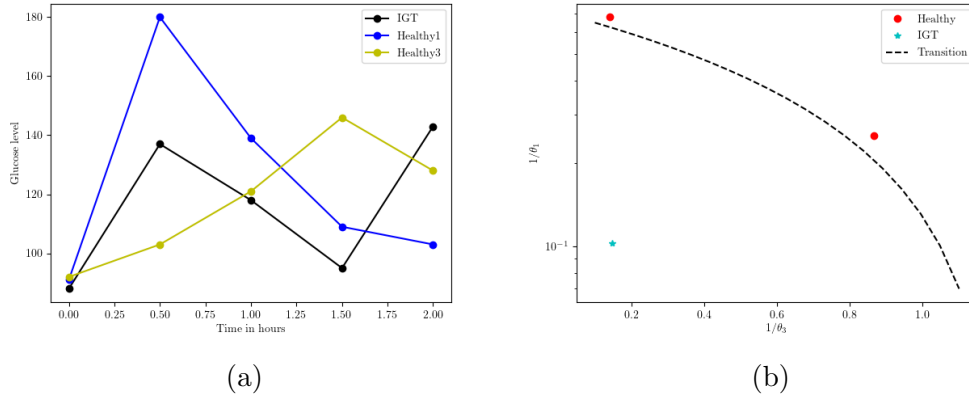 180
160
140
120
100
Glucose level
0.00 0.25 0.50 0.75 1.00 1.25 1.50 1.75 2.00
Time in hours
IGT
Healthy1
Healthy3
(a)
10⁻¹
1/θ₁
0.2 0.4 0.6 0.8 1.0
1/θ₃
Healthy
IGT
Transition
(b)